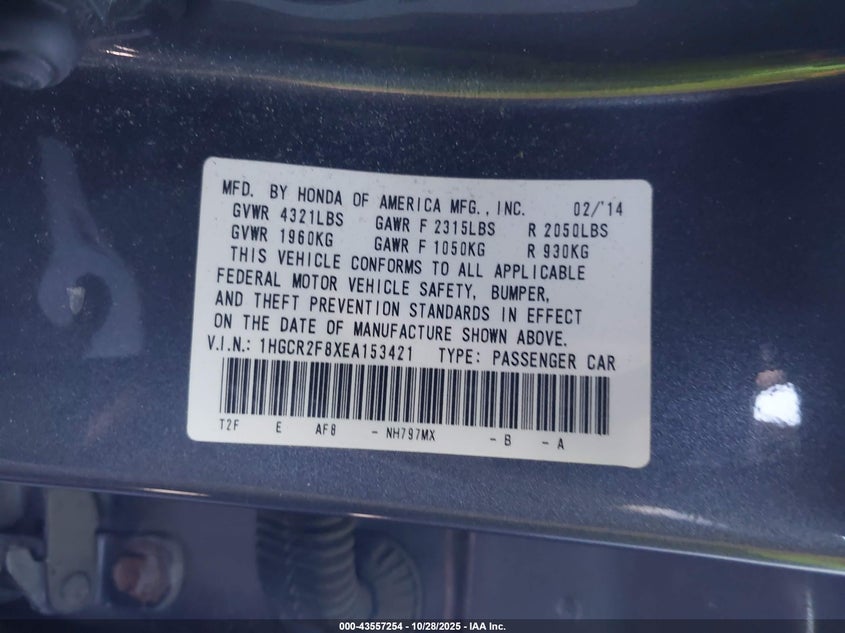 MFD. BY HONDA OF AMERICA MFG., INC. 02/'14
GVWR 4321LBS GAWR F 2315LBS R 2050LBS
GVWR 1960KG GAWR F 1050KG R 930KG
THIS VEHICLE CONFORMS TO ALL APPLICABLE
FEDERAL MOTOR VEHICLE SAFETY, BUMPER,
AND THEFT PREVENTION STANDARDS IN EFFECT
ON THE DATE OF MANUFACTURE SHOWN ABOVE.
V.I.N.: 1HGCR2F8XEA153421 TYPE: PASSENGER CAR
T2F E AF8 - NH797MX - B - A
000-43557254 - 10/28/2025 - IAA Inc.